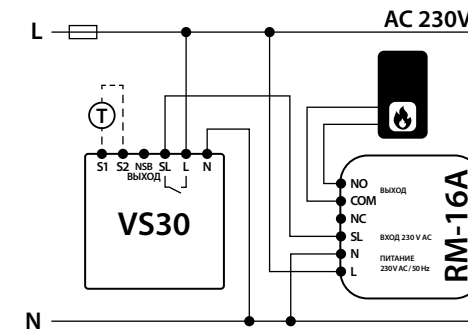 AC 230V
L
T
S1 S2 NSB SL L N
ВЫХОД
VS30
NO ВЫХОД
COM
NC
SL ВХОД 230 V AC
N ПИТАНИЕ
L 230V AC / 50 Hz
RM-16A
N